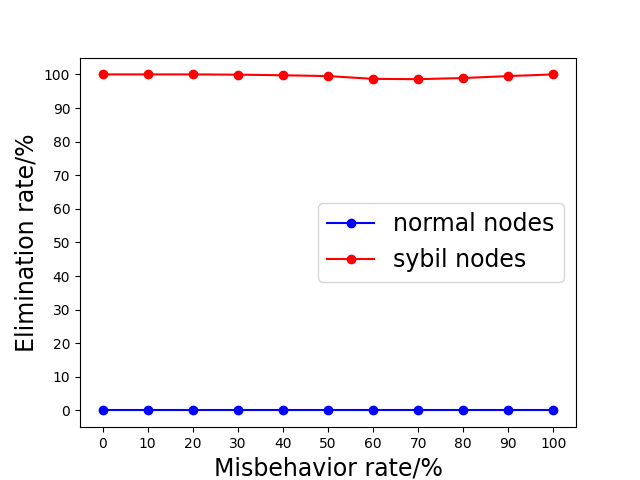 Elimination rate/%
100
90
80
70
60
50
40
30
20
10
0
normal nodes
sybil nodes
0 10 20 30 40 50 60 70 80 90 100
Misbehavior rate/%